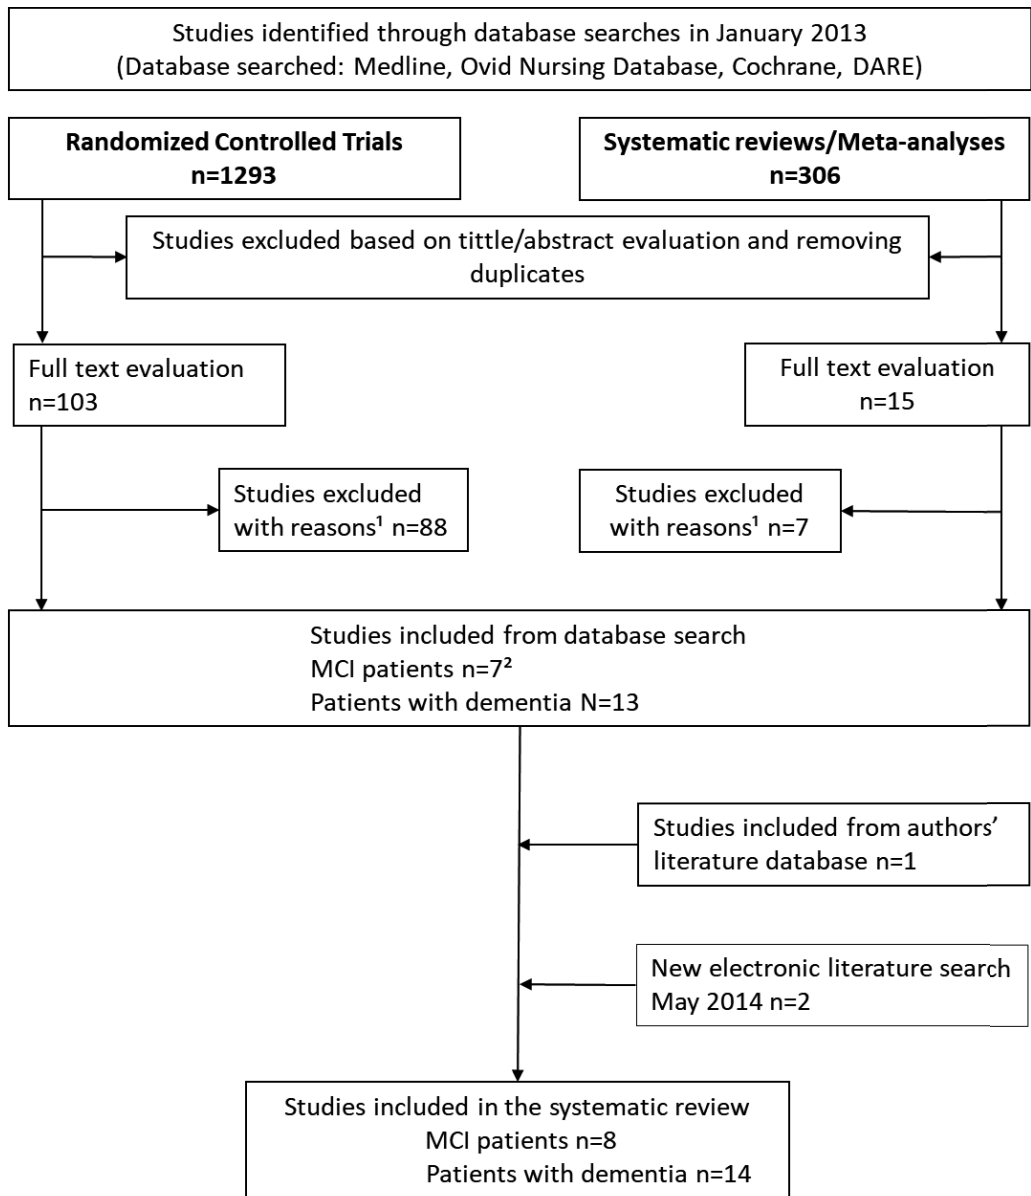 Studies identified through database searches in January 2013
(Database searched: Medline, Ovid Nursing Database, Cochrane, DARE)
Randomized Controlled Trials
n=1293
Systematic reviews/Meta-analyses
n=306
Studies excluded based on tittle/abstract evaluation and removing
duplicates
Full text evaluation
n=103
Full text evaluation
n=15
Studies excluded
with reasons¹ n=88
Studies excluded
with reasons¹ n=7
Studies included from database search
MCI patients n=7²
Patients with dementia N=13
Studies included from authors’
literature database n=1
New electronic literature search
May 2014 n=2
Studies included in the systematic review
MCI patients n=8
Patients with dementia n=14